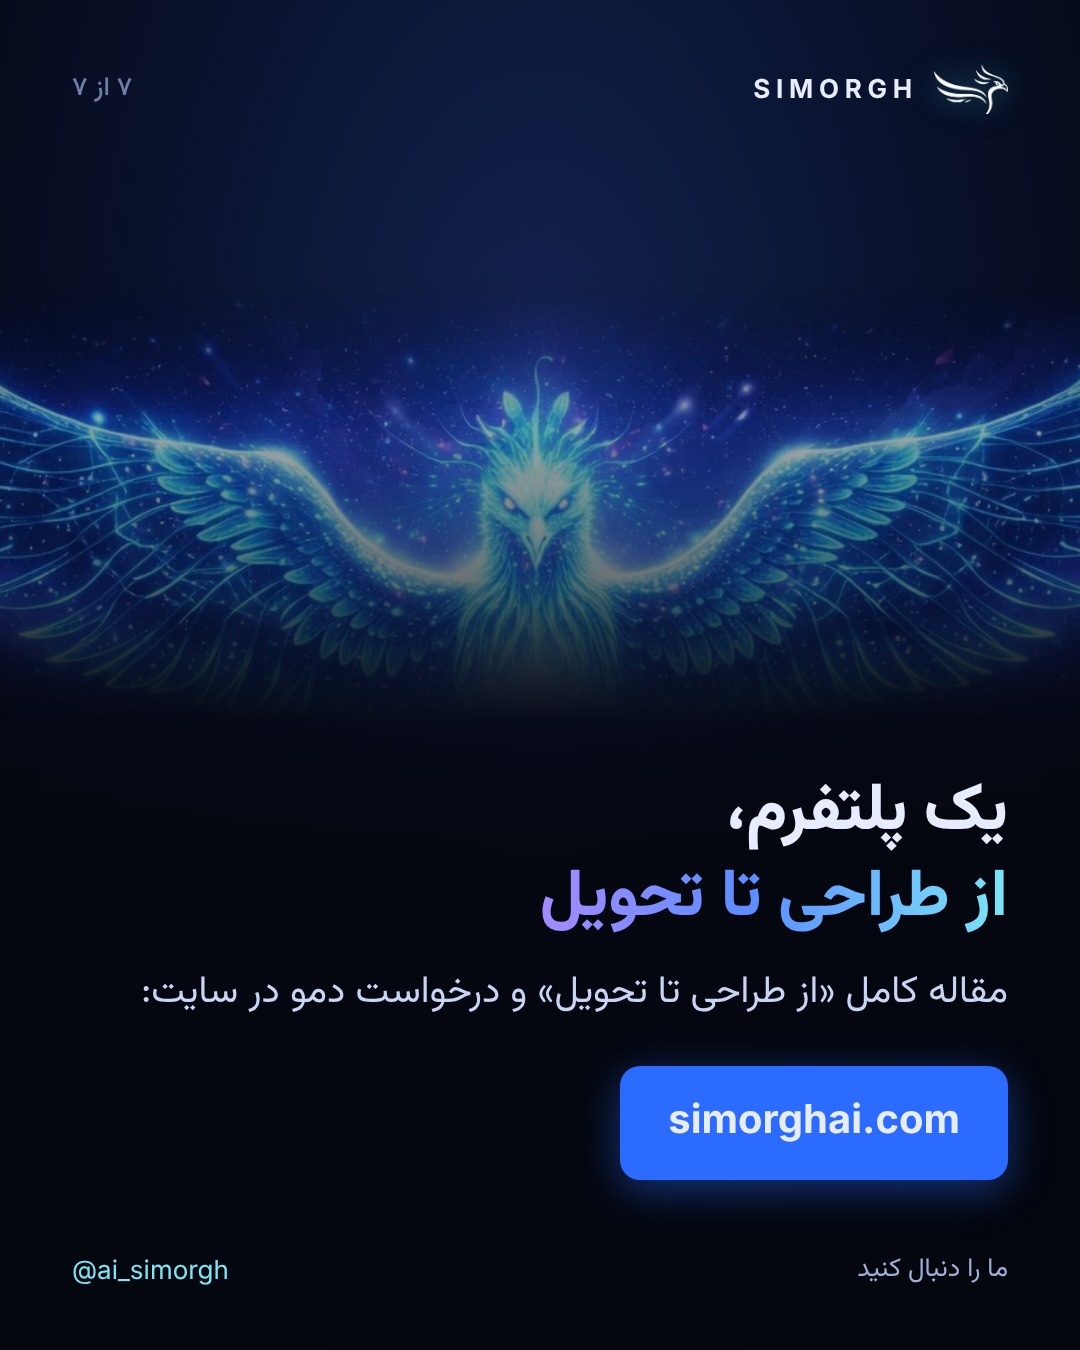 SIMORGH
۷ از ۷
یک پلتفرم،
از طراحی تا تحویل
مقاله کامل «از طراحی تا تحویل» و درخواست دمو در سایت:
simorghai.com
ما را دنبال کنید
@ai_simorgh